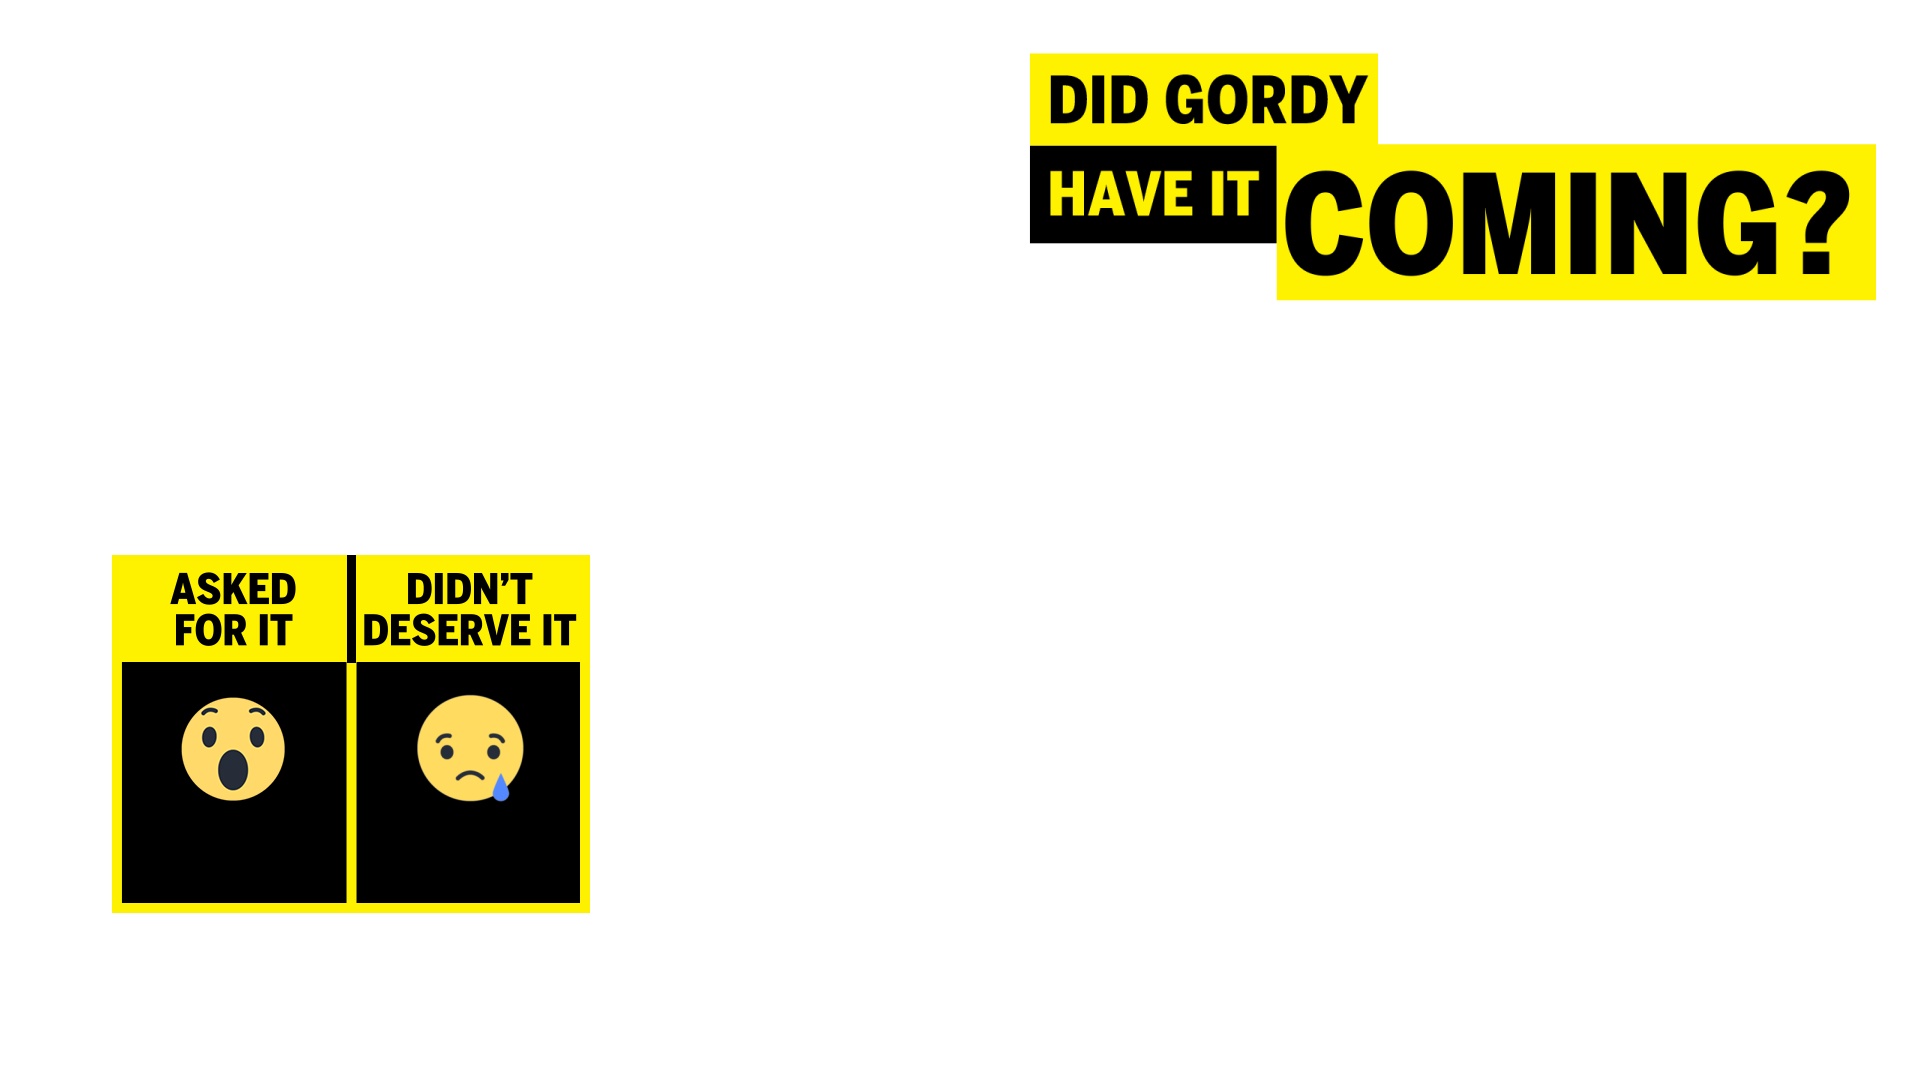 DID GORDY
HAVE IT COMING?
ASKED
FOR IT
DIDN’T
DESERVE IT